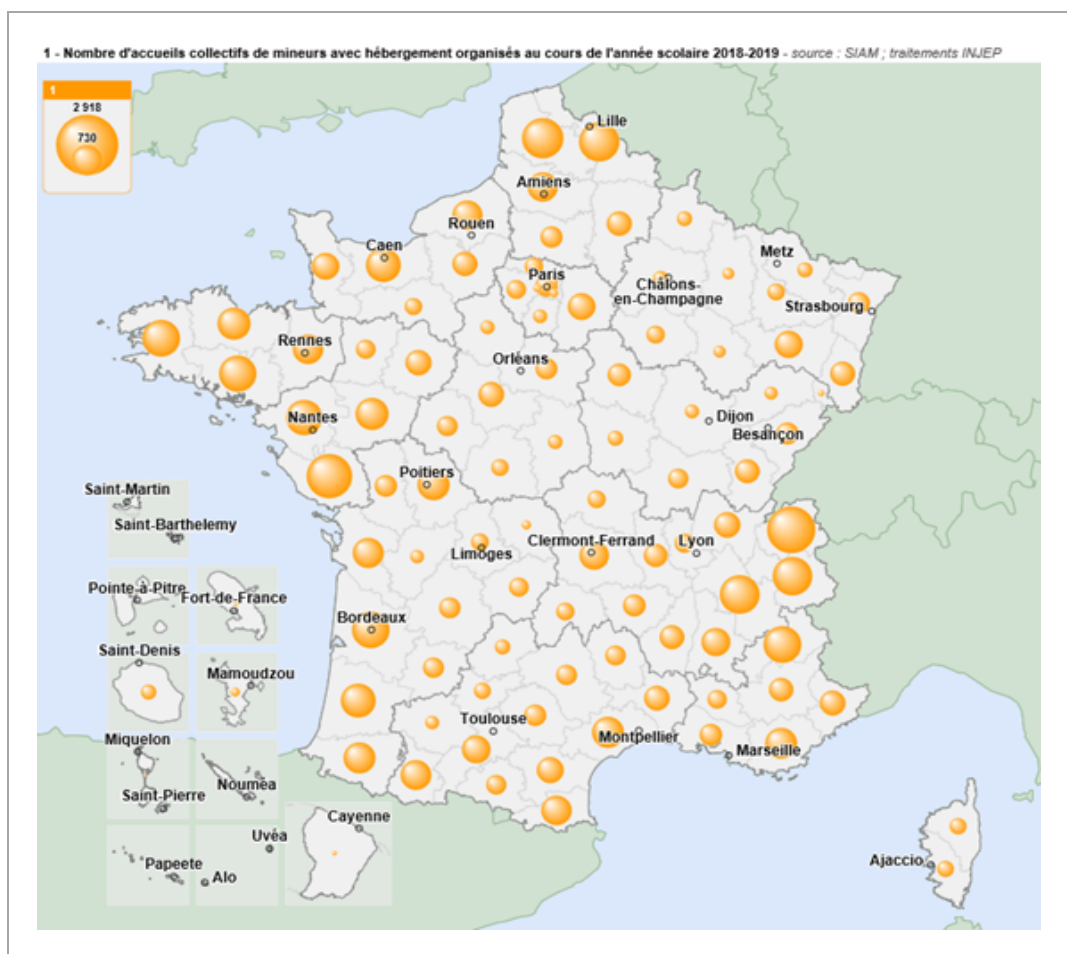 1 - Nombre d'accueils collectifs de mineurs avec hébergement organisés au cours de l'année scolaire 2018-2019 - source : SIAM ; traitements INJEP
1
2 918
730
Lille
Amiens
Rouen
Caen
Metz
Paris
Châlons-
en-Champagne
Strasbourg
Rennes
Orléans
Dijon
Besançon
Nantes
Poitiers
Saint-Martin
Saint-Barthelemy
Limoges
Clermont-Ferrand
Lyon
Pointe-à-Pitre
Fort-de-France
Bordeaux
Saint-Denis
Mamoudzou
Toulouse
Montpellier
Marseille
Miquelon
Saint-Pierre
Nouméa
Cayenne
Uvéa
Papeete
Alo
Ajaccio